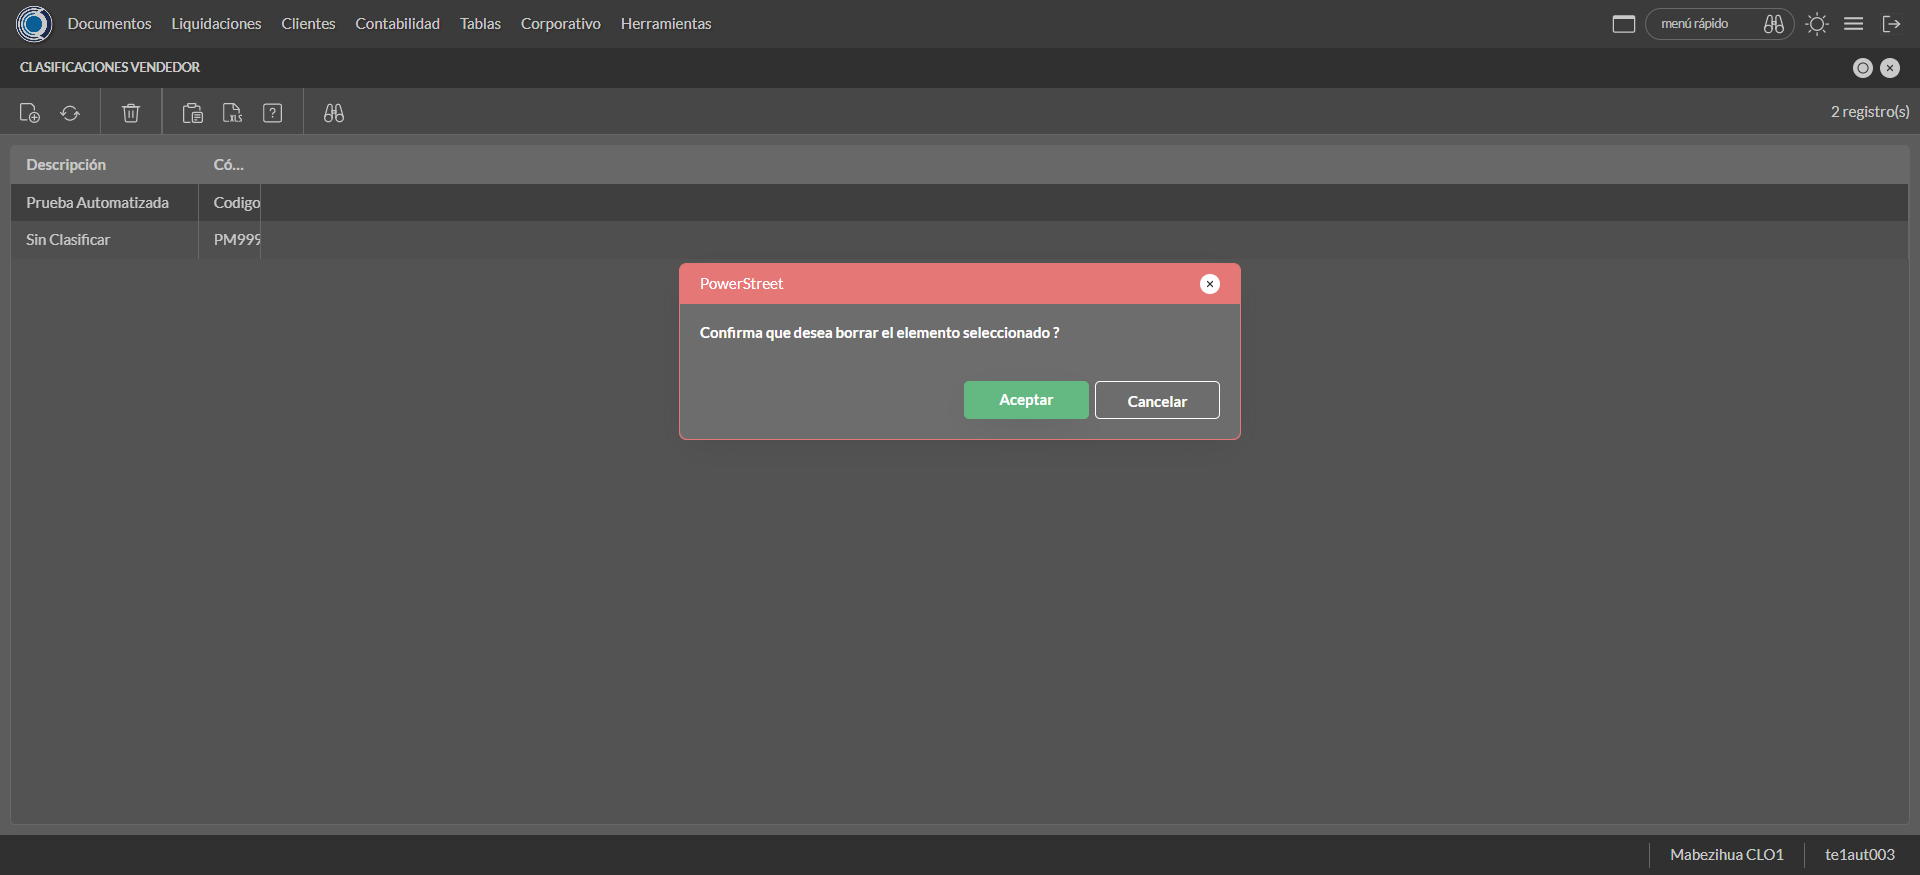 Documentos Liquidaciones Clientes Contabilidad Tablas Corporativo Herramientas menú rápido
CLASIFICACIONES VENDEDOR
XLS ? 2 registro(s)
Descripción Có...
Prueba Automatizada Codigo
Sin Clasificar PM999
PowerStreet
Confirma que desea borrar el elemento seleccionado ?
Aceptar Cancelar
Mabezihua CLO1 te1aut003